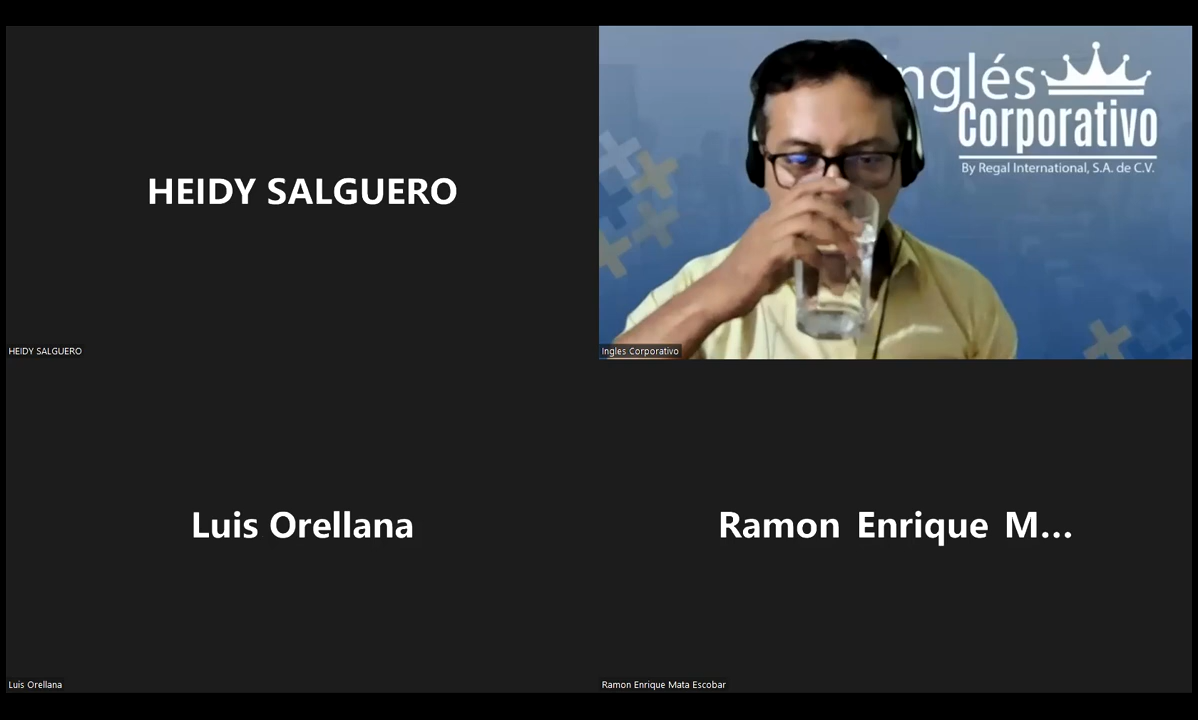 HEIDY SALGUERO
HEIDY SALGUERO
Inglés
Corporativo
By Regal International, S.A. de C.V.
Ingles Corporativo
Luis Orellana
Luis Orellana
Ramon Enrique M...
Ramon Enrique Mata Escobar